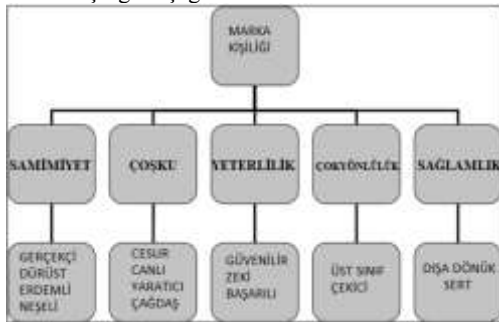 MARKA
KİŞİLİĞİ
SAMİMİYET
COŞKU
YETERLİLİK
ÇOKYÖNLÜLÜK
SAĞLAMLIK
GERÇEKÇİ
DÜRÜST
ERDEMLİ
NEŞELİ
CESUR
CANLI
YARATICI
ÇAĞDAŞ
GÜVENİLİR
ZEKİ
BAŞARILI
ÜST SINIF
ÇEKİCİ
DIŞA DÖNÜK
SERT